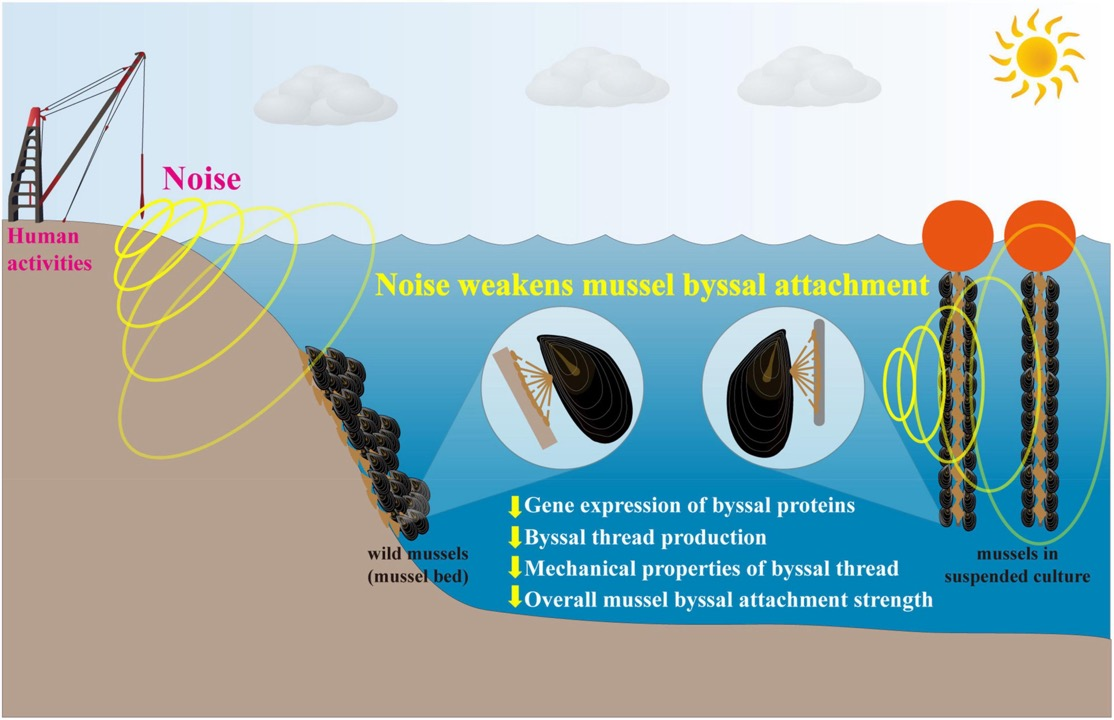 Noise
Human
activities
Noise weakens mussel byssal attachment
Gene expression of byssal proteins
Byssal thread production
Mechanical properties of byssal thread
Overall mussel byssal attachment strength
wild mussels
(mussel bed)
mussels in
suspended culture